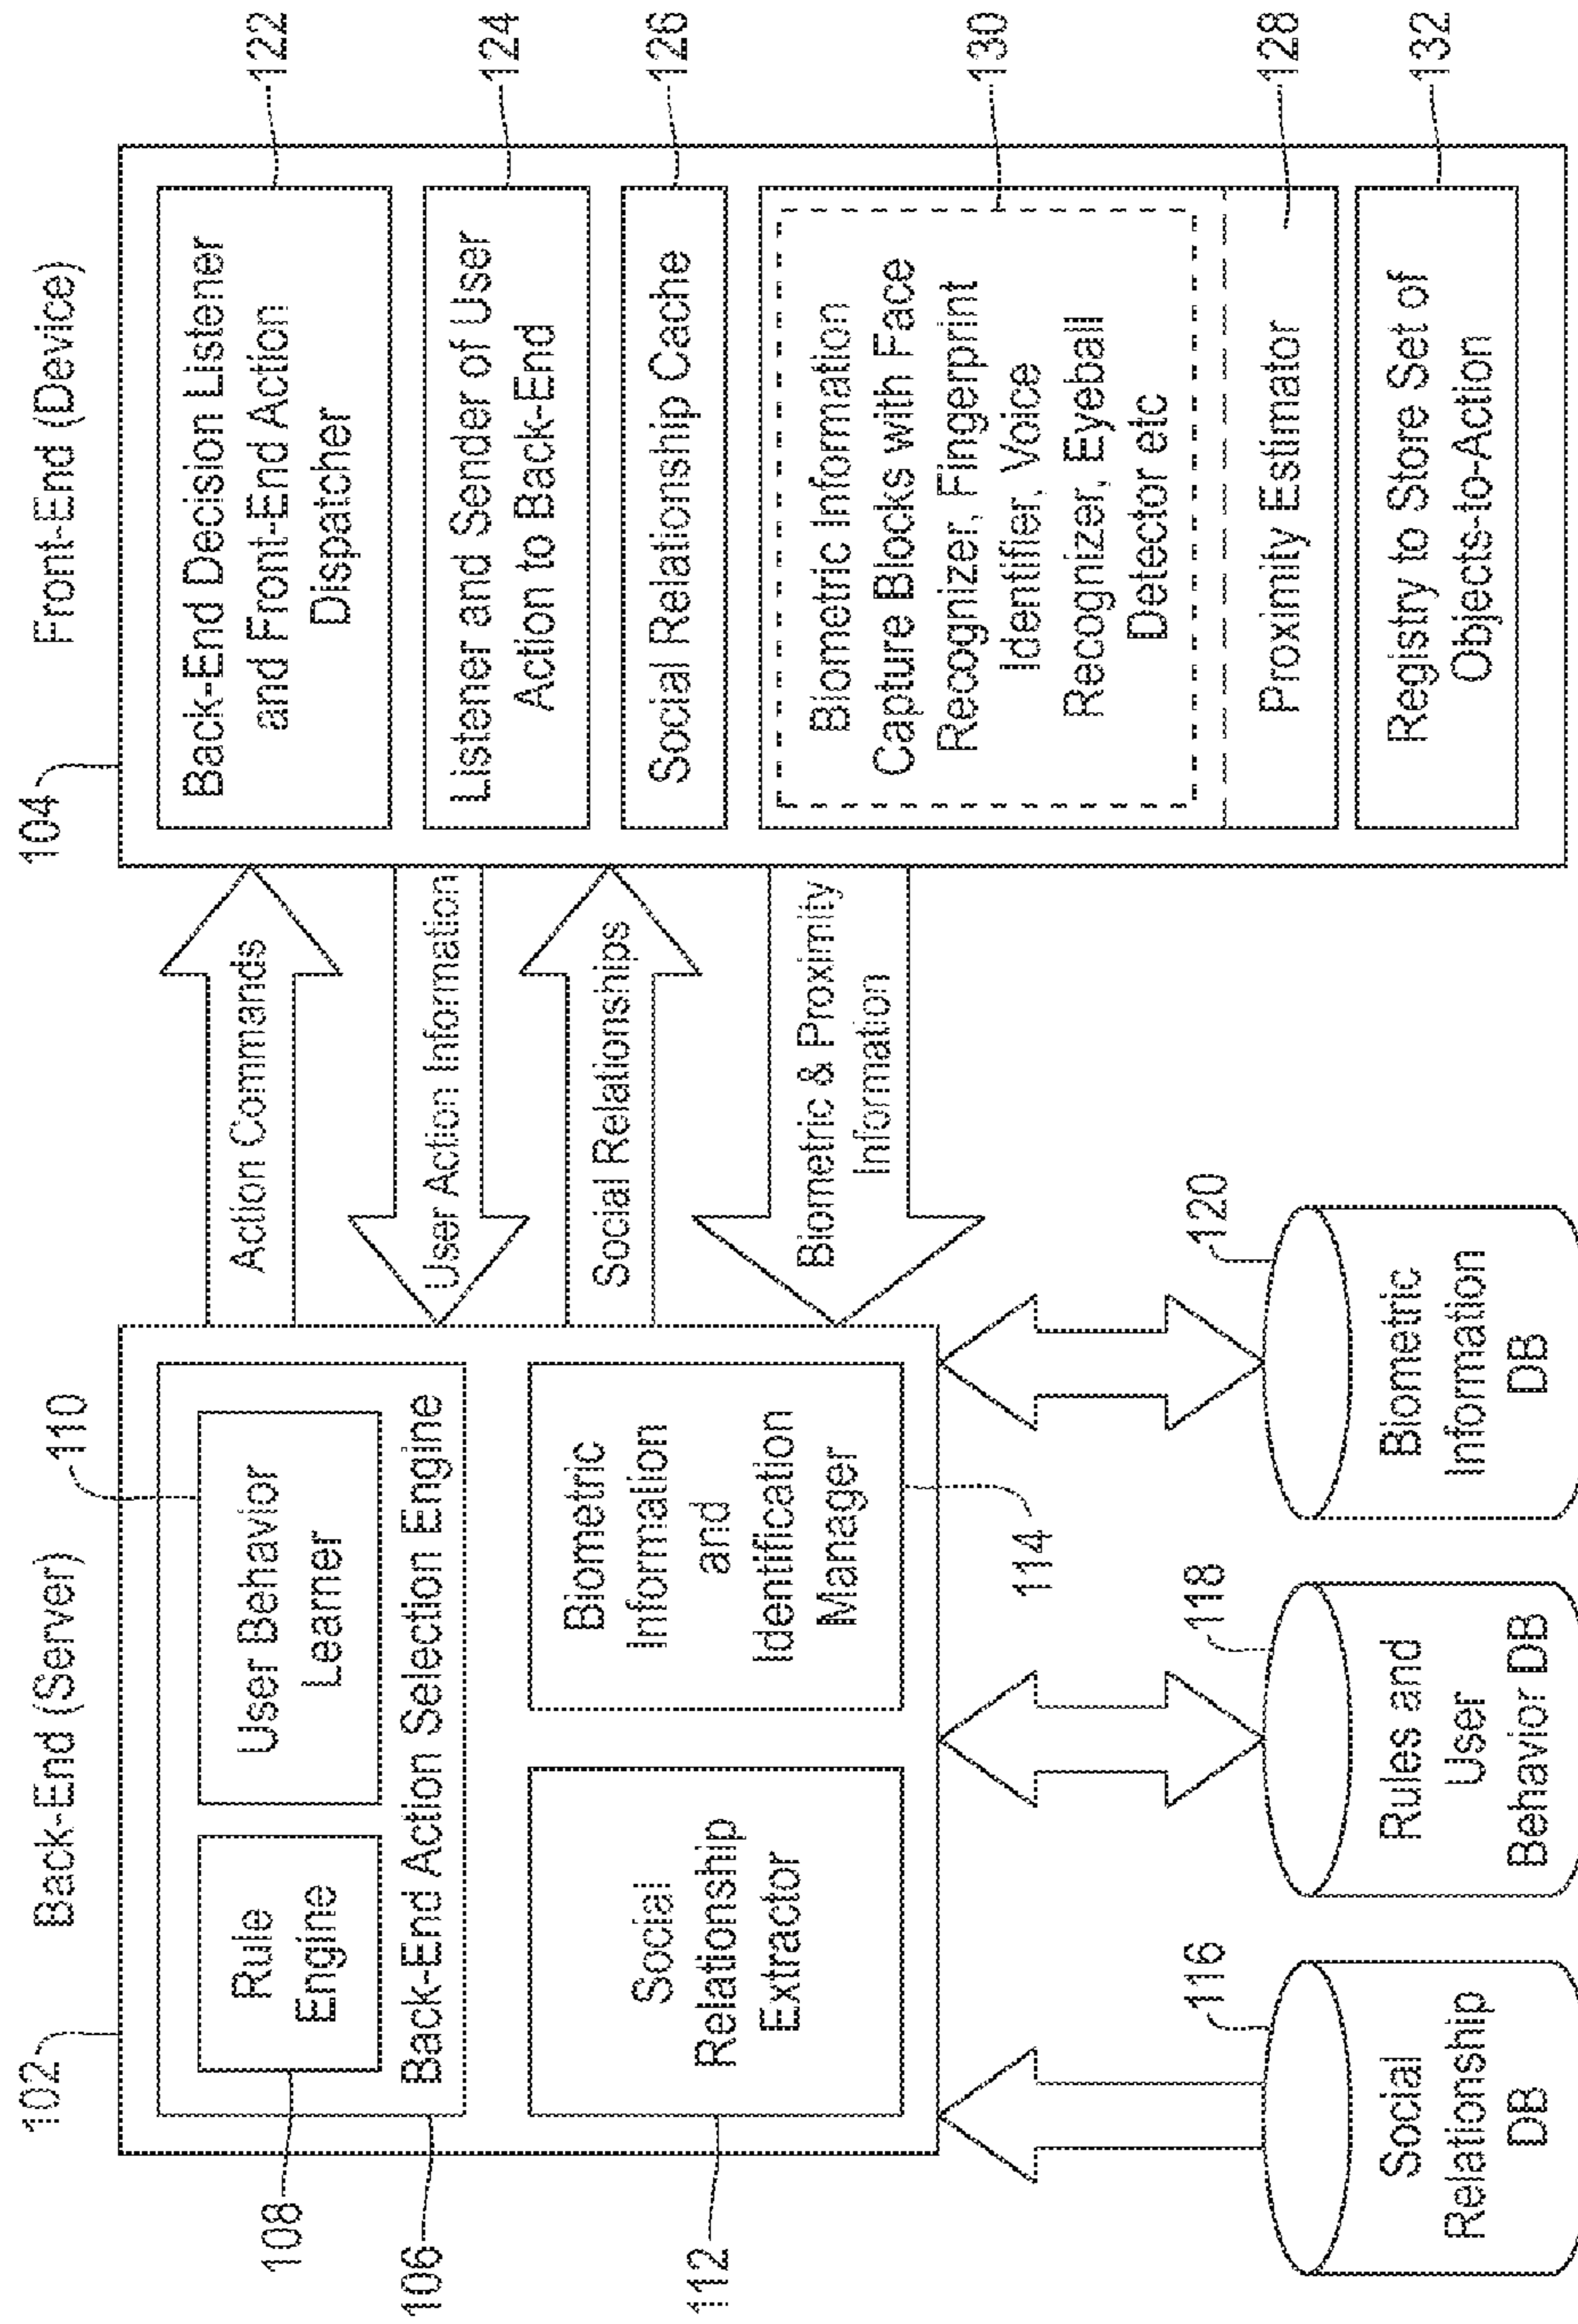 Back-End (Server)
102
110
Rule
Engine
User Behavior
Learner
Back-End Action Selection Engine
108
106
Social
Relationship
Extractor
112
Biometric
Information
and
Identification
Manager
114
Action Commands
User Action Information
Social Relationships
Biometric & Proximity
Information
116
Social
Relationship
DB
118
Rules and
User
Behavior DB
120
Biometric
Information
DB
Front-End (Device)
104
Back-End Decision Listener
and Front-End Action
Dispatcher
122
Listener and Sender of User
Action to Back-End
124
Social Relationship Cache
126
Biometric Information
Capture Blocks with Face
Recognizer, Fingerprint
Identifier, Voice
Recognizer, Eyeball
Detector etc
130
Proximity Estimator
128
Registry to Store Set of
Objects-to-Action
132